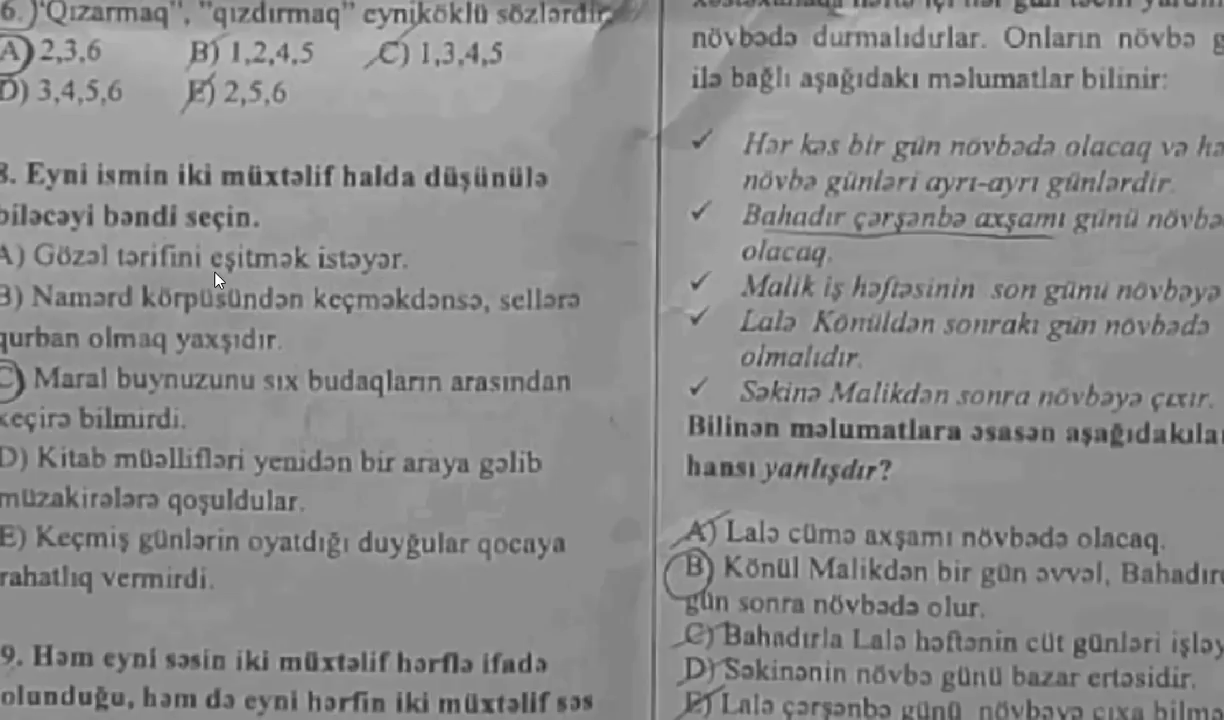 6. "Qızarmaq", "qızdırmaq" eyniköklü sözlərdir.
A) 2,3,6 B) 1,2,4,5 C) 1,3,4,5
D) 3,4,5,6 E) 2,5,6
8. Eyni ismin iki müxtəlif halda düşünülə
biləcəyi bəndi seçin.
A) Gözəl tərifini eşitmək istəyər.
B) Namərd körpüsündən keçməkdənsə, sellərə
qurban olmaq yaxşıdır.
C) Maral buynuzunu sıx budaqların arasından
keçirə bilmirdi.
D) Kitab müəllifləri yenidən bir araya gəlib
müzakirələrə qoşuldular.
E) Keçmiş günlərin oyatdığı duyğular qocaya
rahatlıq vermirdi.
9. Həm eyni səsin iki müxtəlif hərflə ifadə
olunduğu, həm də eyni hərfin iki müxtəlif səs
növbədə durmalıdırlar. Onların növbə g
ilə bağlı aşağıdakı məlumatlar bilinir:
✓ Hər kəs bir gün növbədə olacaq və hə
növbə günləri ayrı-ayrı günlərdir.
✓ Bahadır çərşənbə axşamı günü növbə
olacaq.
✓ Malik iş həftəsinin son günü növbəyə
✓ Lalə Könüldən sonrakı gün növbədə
olmalıdır.
✓ Səkinə Malikdən sonra növbəyə çıxır.
Bilinən məlumatlara əsasən aşağıdakıla
hansı yanlışdır?
A) Lalə cümə axşamı növbədə olacaq.
B) Könül Malikdən bir gün əvvəl, Bahadır
gün sonra növbədə olur.
C) Bahadırla Lalə həftənin cüt günləri işləy
D) Səkinənin növbə günü bazar ertəsidir.
E) Lalə çərşənbə günü növbəyə çıxa bilmə